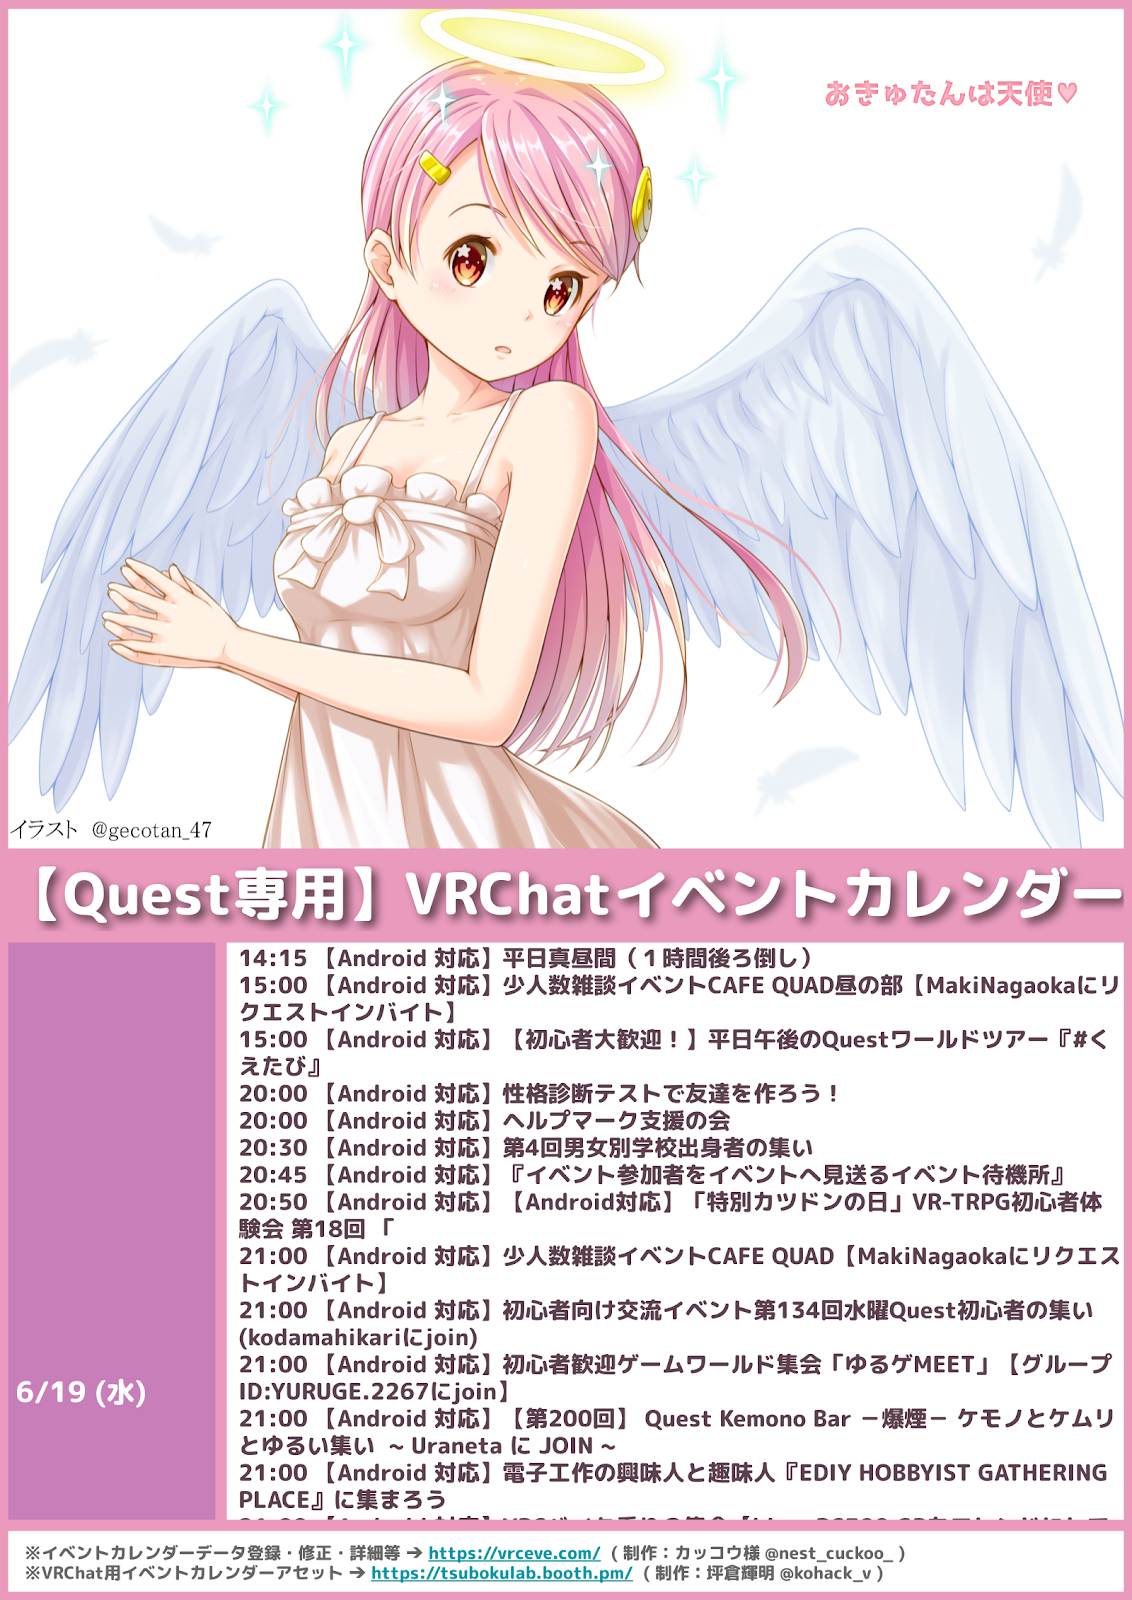 おきゅたんは天使♥
イラスト @gecotan_47
【Quest専用】VRChatイベントカレンダー
6/19 (水)
14:15 【Android 対応】平日真昼間（１時間後ろ倒し）
15:00 【Android 対応】少人数雑談イベントCAFE QUAD昼の部【MakiNagaokaにリ
クエストインバイト】
15:00 【Android 対応】【初心者大歓迎！】平日午後のQuestワールドツアー『#く
えたび』
20:00 【Android 対応】性格診断テストで友達を作ろう！
20:00 【Android 対応】ヘルプマーク支援の会
20:30 【Android 対応】第4回男女別学校出身者の集い
20:45 【Android 対応】『イベント参加者をイベントへ見送るイベント待機所』
20:50 【Android 対応】【Android対応】「特別カツドンの日」VR-TRPG初心者体
験会 第18回 「
21:00 【Android 対応】少人数雑談イベントCAFE QUAD【MakiNagaokaにリクエス
トインバイト】
21:00 【Android 対応】初心者向け交流イベント第134回水曜Quest初心者の集い
(kodamahikariにjoin)
21:00 【Android 対応】初心者歓迎ゲームワールド集会「ゆるゲMEET」【グループ
ID:YURUGE.2267にjoin】
21:00 【Android 対応】【第200回】 Quest Kemono Bar －爆煙－ ケモノとケムリ
とゆるい集い ～Uraneta に JOIN～
21:00 【Android 対応】電子工作の興味人と趣味人『EDIY HOBBYIST GATHERING
PLACE』に集まろう
※イベントカレンダーデータ登録・修正・詳細等 → https://vrceve.com/ （制作：カッコウ様 @nest_cuckoo_ ）
※VRChat用イベントカレンダーアセット → https://tsubokulab.booth.pm/ （制作：坪倉輝明 @kohack_v ）